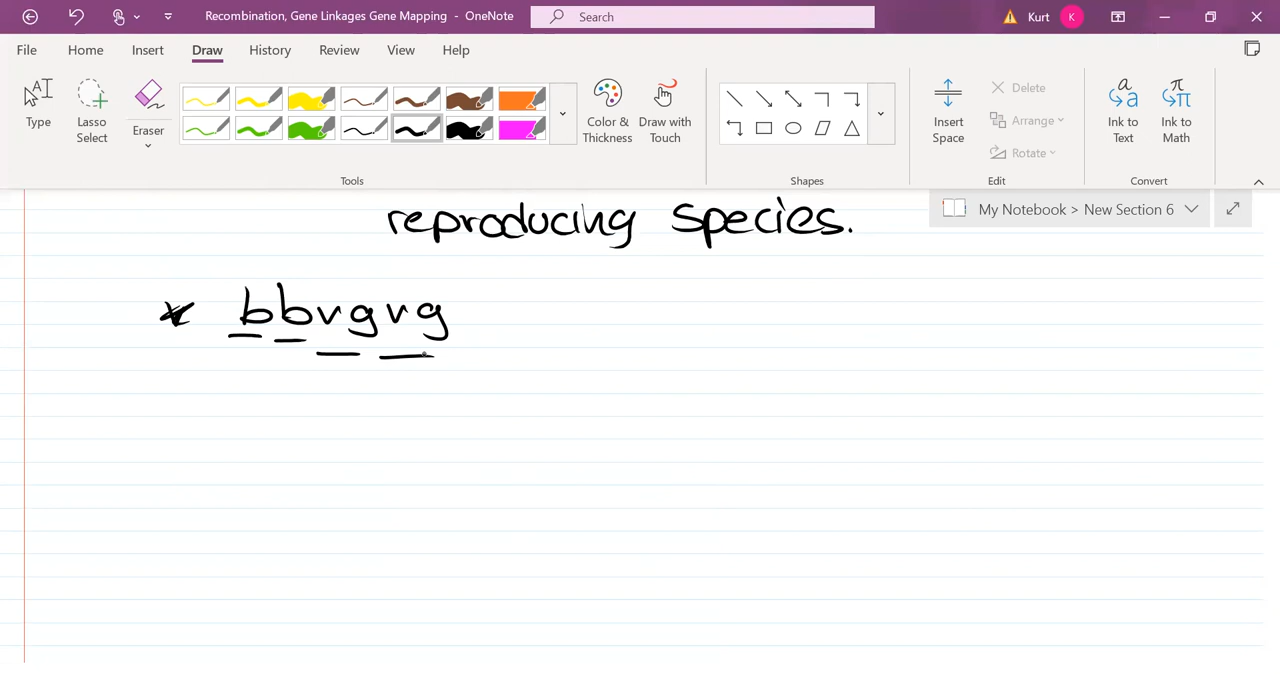 Recombination, Gene Linkages Gene Mapping - OneNote
Search
Kurt
K
File Home Insert Draw History Review View Help
Type
Lasso Select
Eraser
Color & Thickness
Draw with Touch
Insert Space
Delete
Arrange
Rotate
Ink to Text
Ink to Math
Tools
Shapes
Edit
Convert
My Notebook > New Section 6
reproducing species.
* bbvgvg